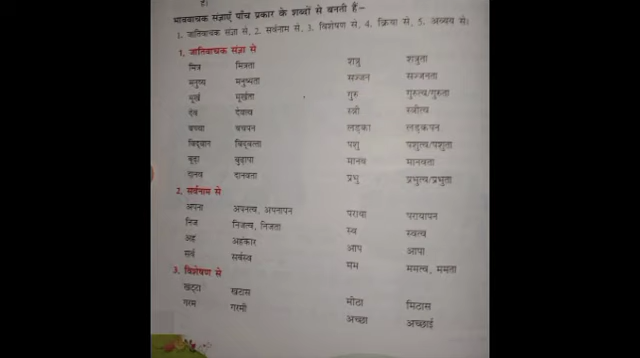 है।
भाववाचक संज्ञाएँ पाँच प्रकार के शब्दों से बनती हैं-
1. जातिवाचक संज्ञा से, 2. सर्वनाम से, 3. विशेषण से, 4. क्रिया से, 5. अव्यय से।
1. जातिवाचक संज्ञा से
मित्र मित्रता शत्रु शत्रुता
मनुष्य मनुष्यता सज्जन सज्जनता
मूर्ख मूर्खता गुरु गुरुत्व/गुरुता
देव देवत्व स्त्री स्त्रीत्व
बच्चा बचपन लड़का लड़कपन
विद्वान विद्वत्ता पशु पशुत्व/पशुता
बूढ़ा बुढ़ापा मानव मानवता
दानव दानवता प्रभु प्रभुत्व/प्रभुता
2. सर्वनाम से
अपना अपनत्व, अपनापन पराया परायापन
निज निजत्व, निजता स्व स्वत्व
अह अहंकार आप आपा
सर्व सर्वस्व मम ममत्व, ममता
3. विशेषण से
खट्टा खटास मीठा मिठास
गरम गरमी अच्छा अच्छाई